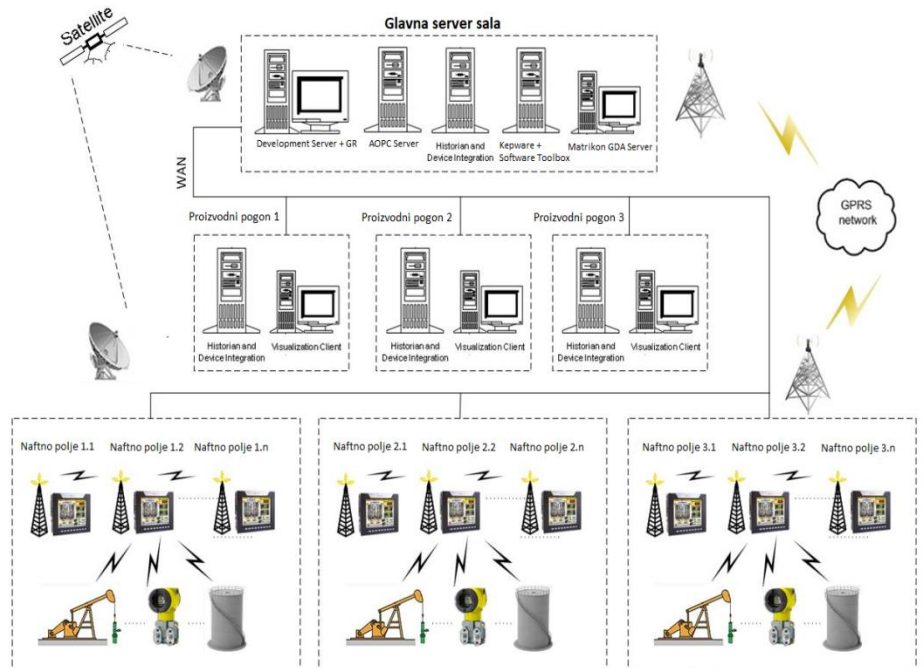 Glavna server sala
Satellite
Development Server + GR
AOPC Server
Historian and
Device Integration
Kepware +
Software Toolbox
Matrikon GDA Server
WAN
GPRS
network
Proizvodni pogon 1
Proizvodni pogon 2
Proizvodni pogon 3
Historian and
Device Integration
Visualization Client
Historian and
Device Integration
Visualization Client
Historian and
Device Integration
Visualization Client
Naftno polje 1.1
Naftno polje 1.2
Naftno polje 1.n
Naftno polje 2.1
Naftno polje 2.2
Naftno polje 2.n
Naftno polje 3.1
Naftno polje 3.2
Naftno polje 3.n